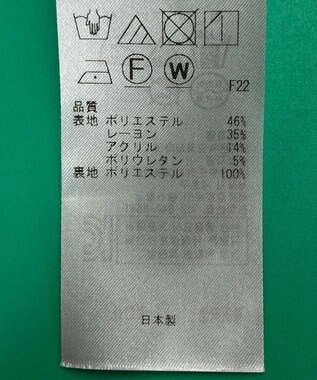 F W
F22
品質
表地 ポリエステル 46%
レーヨン 35%
アクリル 14%
ポリウレタン 5%
裏地 ポリエステル 100%
日本製